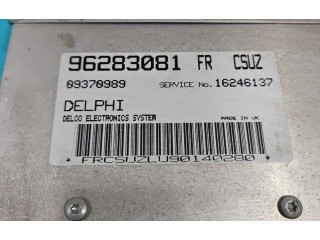 96283081 FR CSUZ
09370989 SERVICE No.16246137
DELPHI
DELCO ELECTRONICS SYSTEM MADE IN UK
*FRCSUZLU90140280*